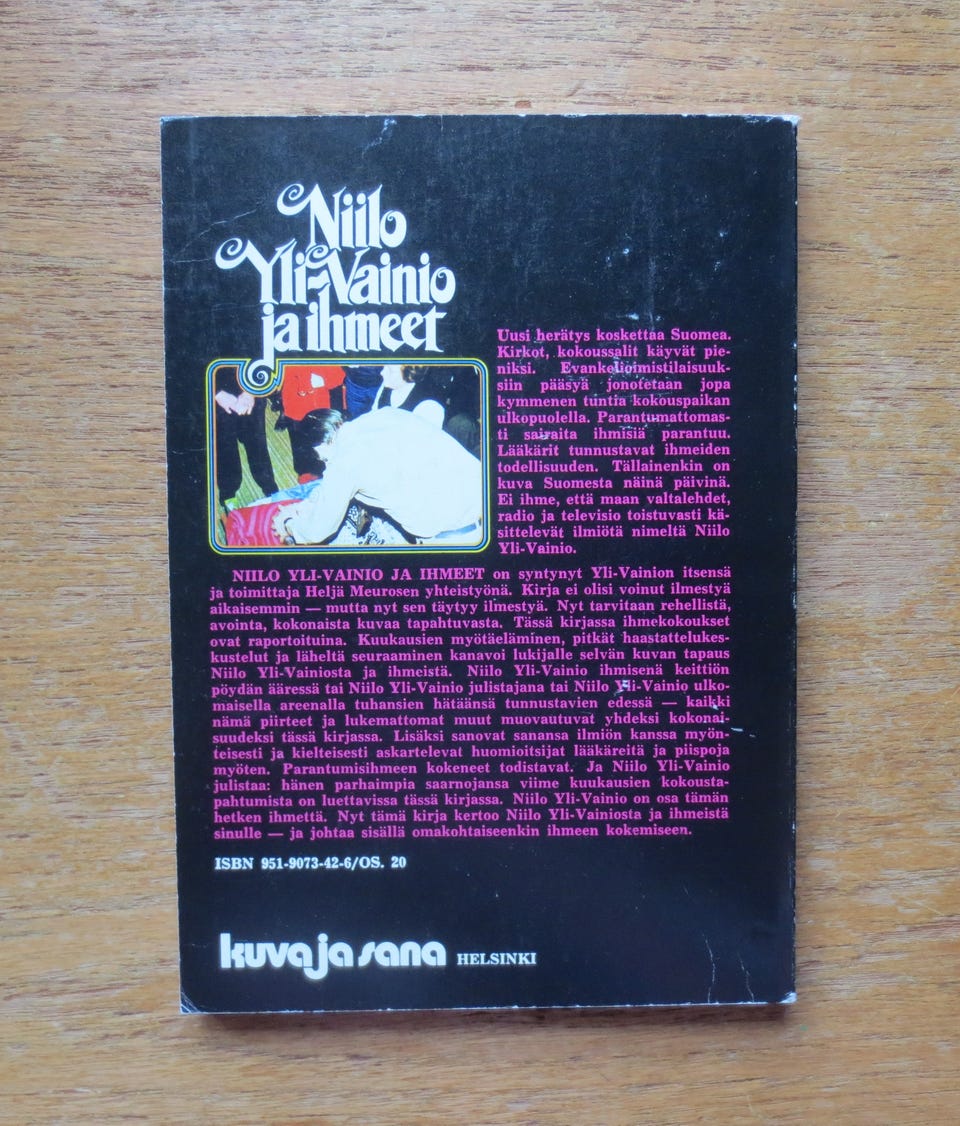 Niilo
Yli-Vainio
ja ihmeet
Uusi herätys koskettaa Suomea.
Kirkot, kokoussalit käyvät pie-
niksi. Evankelioimistilaisuuk-
siin pääsyä jonotetaan jopa
kymmenen tuntia kokouspaikan
ulkopuolella. Parantumattomas-
ti sairaita ihmisiä parantuu.
Lääkärit tunnustavat ihmeiden
todellisuuden. Tällainenkin on
kuva Suomesta näinä päivinä.
Ei ihme, että maan valtalehdet,
radio ja televisio toistuvasti kä-
sittelevät ilmiötä nimeltä Niilo
Yli-Vainio.
NIILO YLI-VAINIO JA IHMEET on syntynyt Yli-Vainion itsensä
ja toimittaja Heljä Meurosen yhteistyönä. Kirja ei olisi voinut ilmestyä
aikaisemmin — mutta nyt sen täytyy ilmestyä. Nyt tarvitaan rehellistä,
avointa, kokonaista kuvaa tapahtuvasta. Tässä kirjassa ihmekokoukset
ovat raportoituina. Kuukausien myötäeläminen, pitkät haastattelukes-
kustelut ja läheltä seuraaminen kanavoi lukijalle selvän kuvan tapaus
Niilo Yli-Vainiosta ja ihmeistä. Niilo Yli-Vainio ihmisenä keittiön
pöydän ääressä tai Niilo Yli-Vainio julistajana tai Niilo Yli-Vainio ulko-
maisella areenalla tuhansien hätäänsä tunnustavien edessä — kaikki
nämä piirteet ja lukemattomat muut muovautuvat yhdeksi kokonai-
suudeksi tässä kirjassa. Lisäksi sanovat sanansa ilmiön kanssa myön-
teisesti ja kielteisesti askartelevat huomioitsijat lääkäreitä ja piispoja
myöten. Parantumisihmeen kokeneet todistavat. Ja Niilo Yli-Vainio
julistaa: hänen parhaimpia saarnojansa viime kuukausien kokousta-
pahtumista on luettavissa tässä kirjassa. Niilo Yli-Vainio on osa tämän
hetken ihmettä. Nyt tämä kirja kertoo Niilo Yli-Vainiosta ja ihmeistä
sinulle — ja johtaa sisällä omakohtaiseenkin ihmeen kokemiseen.
ISBN 951-9073-42-6/OS. 20
kuva ja sana HELSINKI